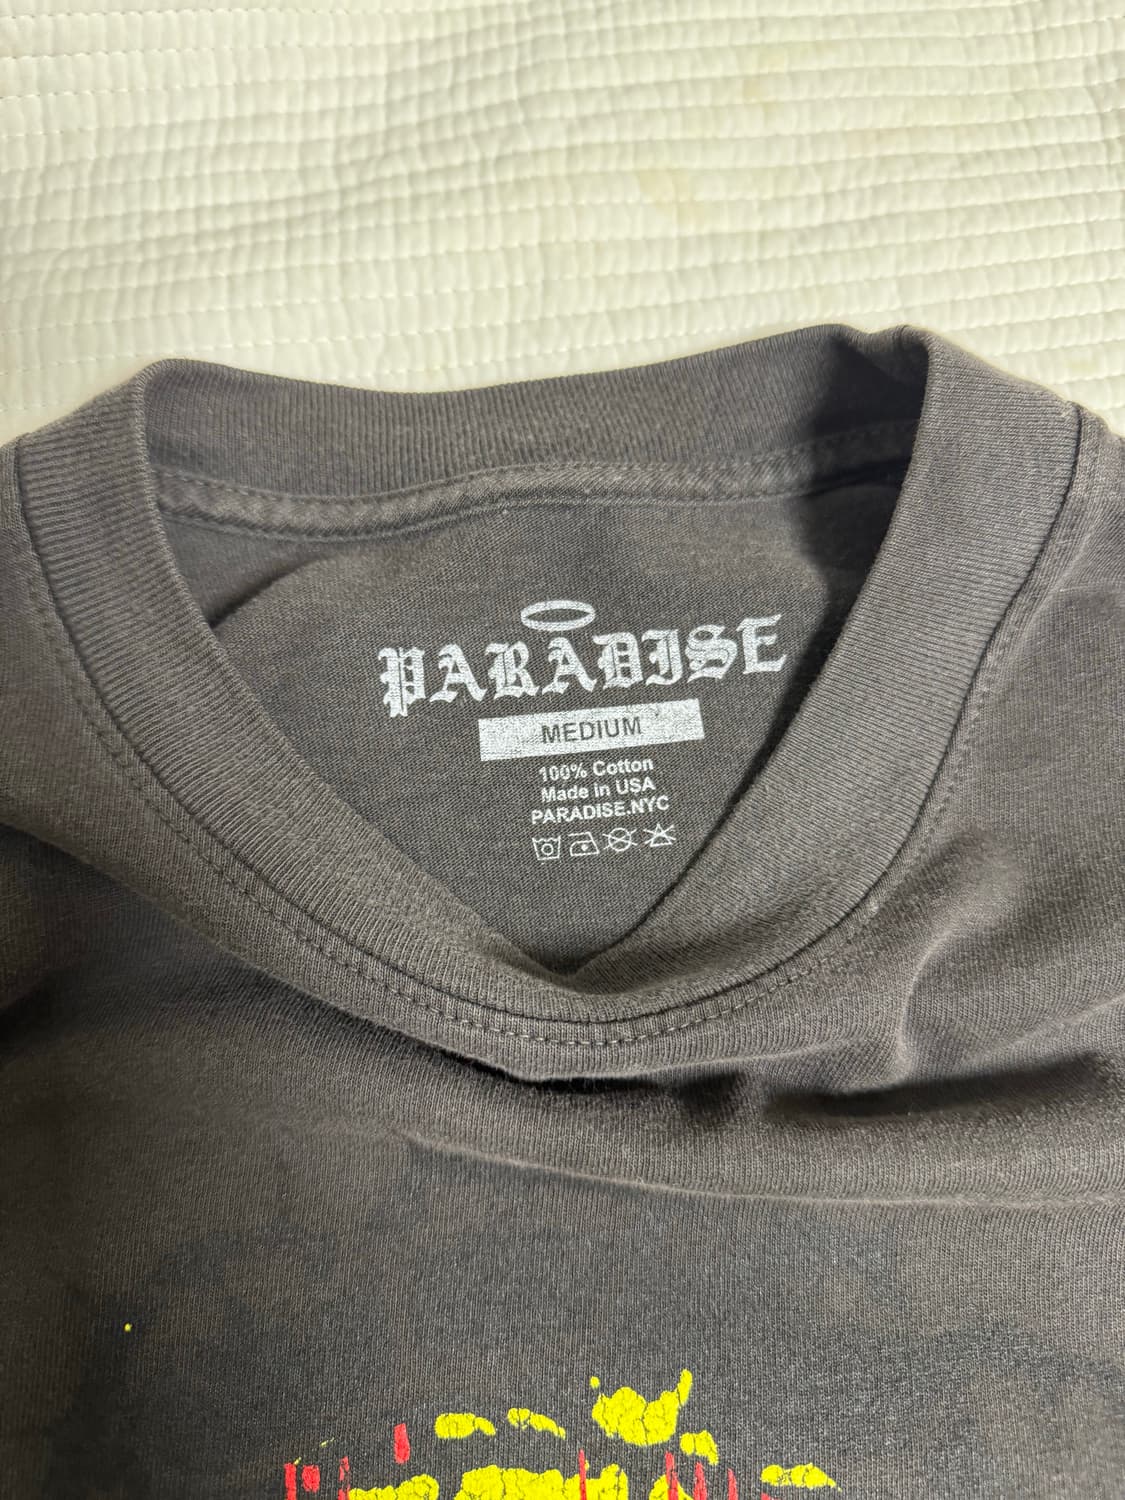 PARADISE
MEDIUM
100% Cotton
Made in USA
PARADISE.NYC